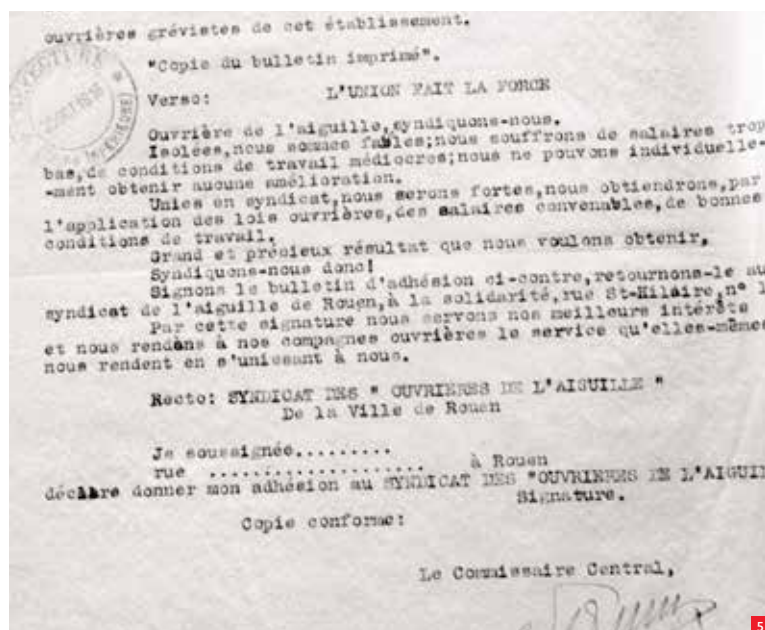 ouvrières grévistes de cet établissement.
"Copie du bulletin imprimé".
Verso: L'UNION FAIT LA FORCE
Ouvrière de l'aiguille,syndiquons-nous.
Isolées,nous somme faibles;nous souffrons de salaires trop
bas,de conditions de travail médiocres;nous ne pouvons individuelle-
-ment obtenir aucune amélioration.
Unies en syndicat,nous serons fortes,nous obtiendrons,par
l'application des lois ouvrières,des salaires convenables,de bonnes
conditions de travail.
Grand et précieux résultat que nous voulons obtenir.
Syndiquons-nous donc!
Signons le bulletin d'adhésion ci-contre,retournons-le au
syndicat de l'aiguille de Rouen,à la solidarité,rue St-Hilaire,n° 1
Par cette signature nous servons nos meilleurs intérêts
et nous rendons à nos compagnes ouvrières le service qu'elles-mêmes
nous rendent en s'unissant à nous.
Recto: SYNDICAT DES " OUVRIERES DE L'AIGUILLE "
De la Ville de Rouen
Je soussignée.........
rue .................... à Rouen
déclare donner mon adhésion au SYNDICAT DES "OUVRIERES DE L'AIGUI
Signature.
Copie conforme:
Le Commissaire Central,
5